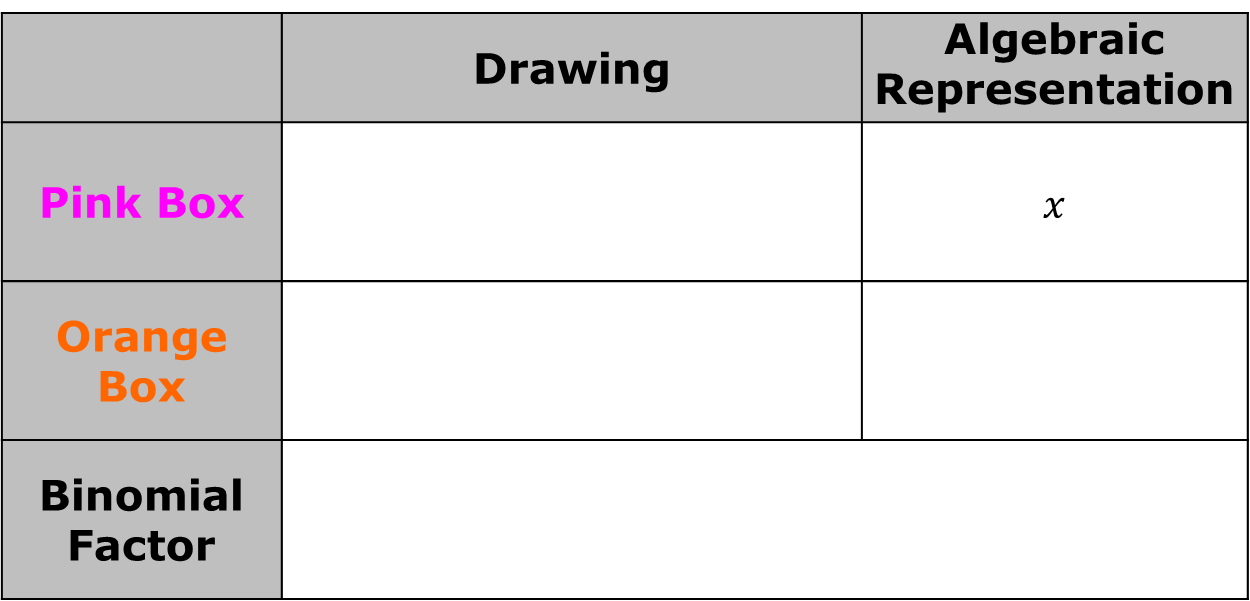 Drawing
Algebraic
Representation
Pink Box
x
Orange
Box
Binomial
Factor